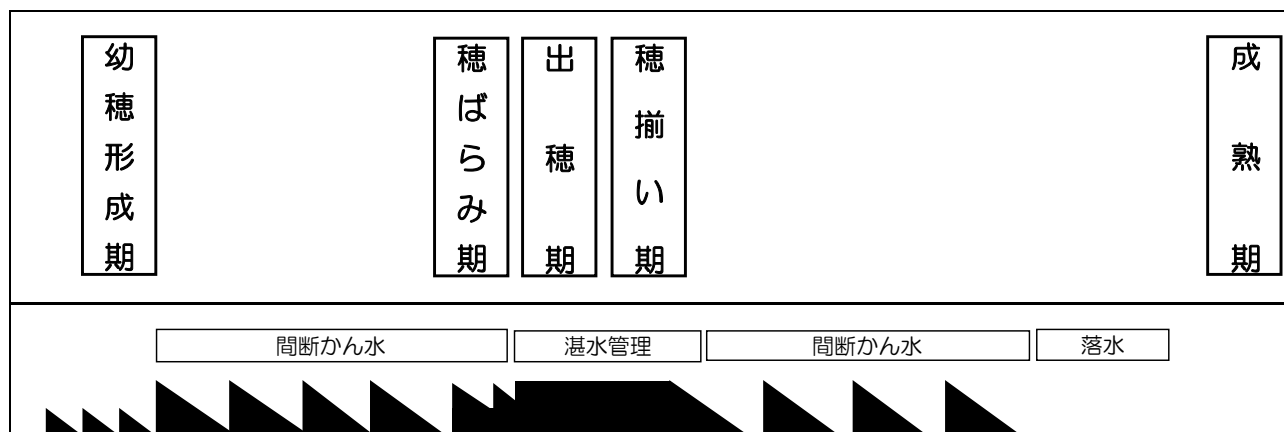 幼穂形成期
穂ばらみ期
出穂期
穂揃い期
成熟期
間断かん水
湛水管理
間断かん水
落水